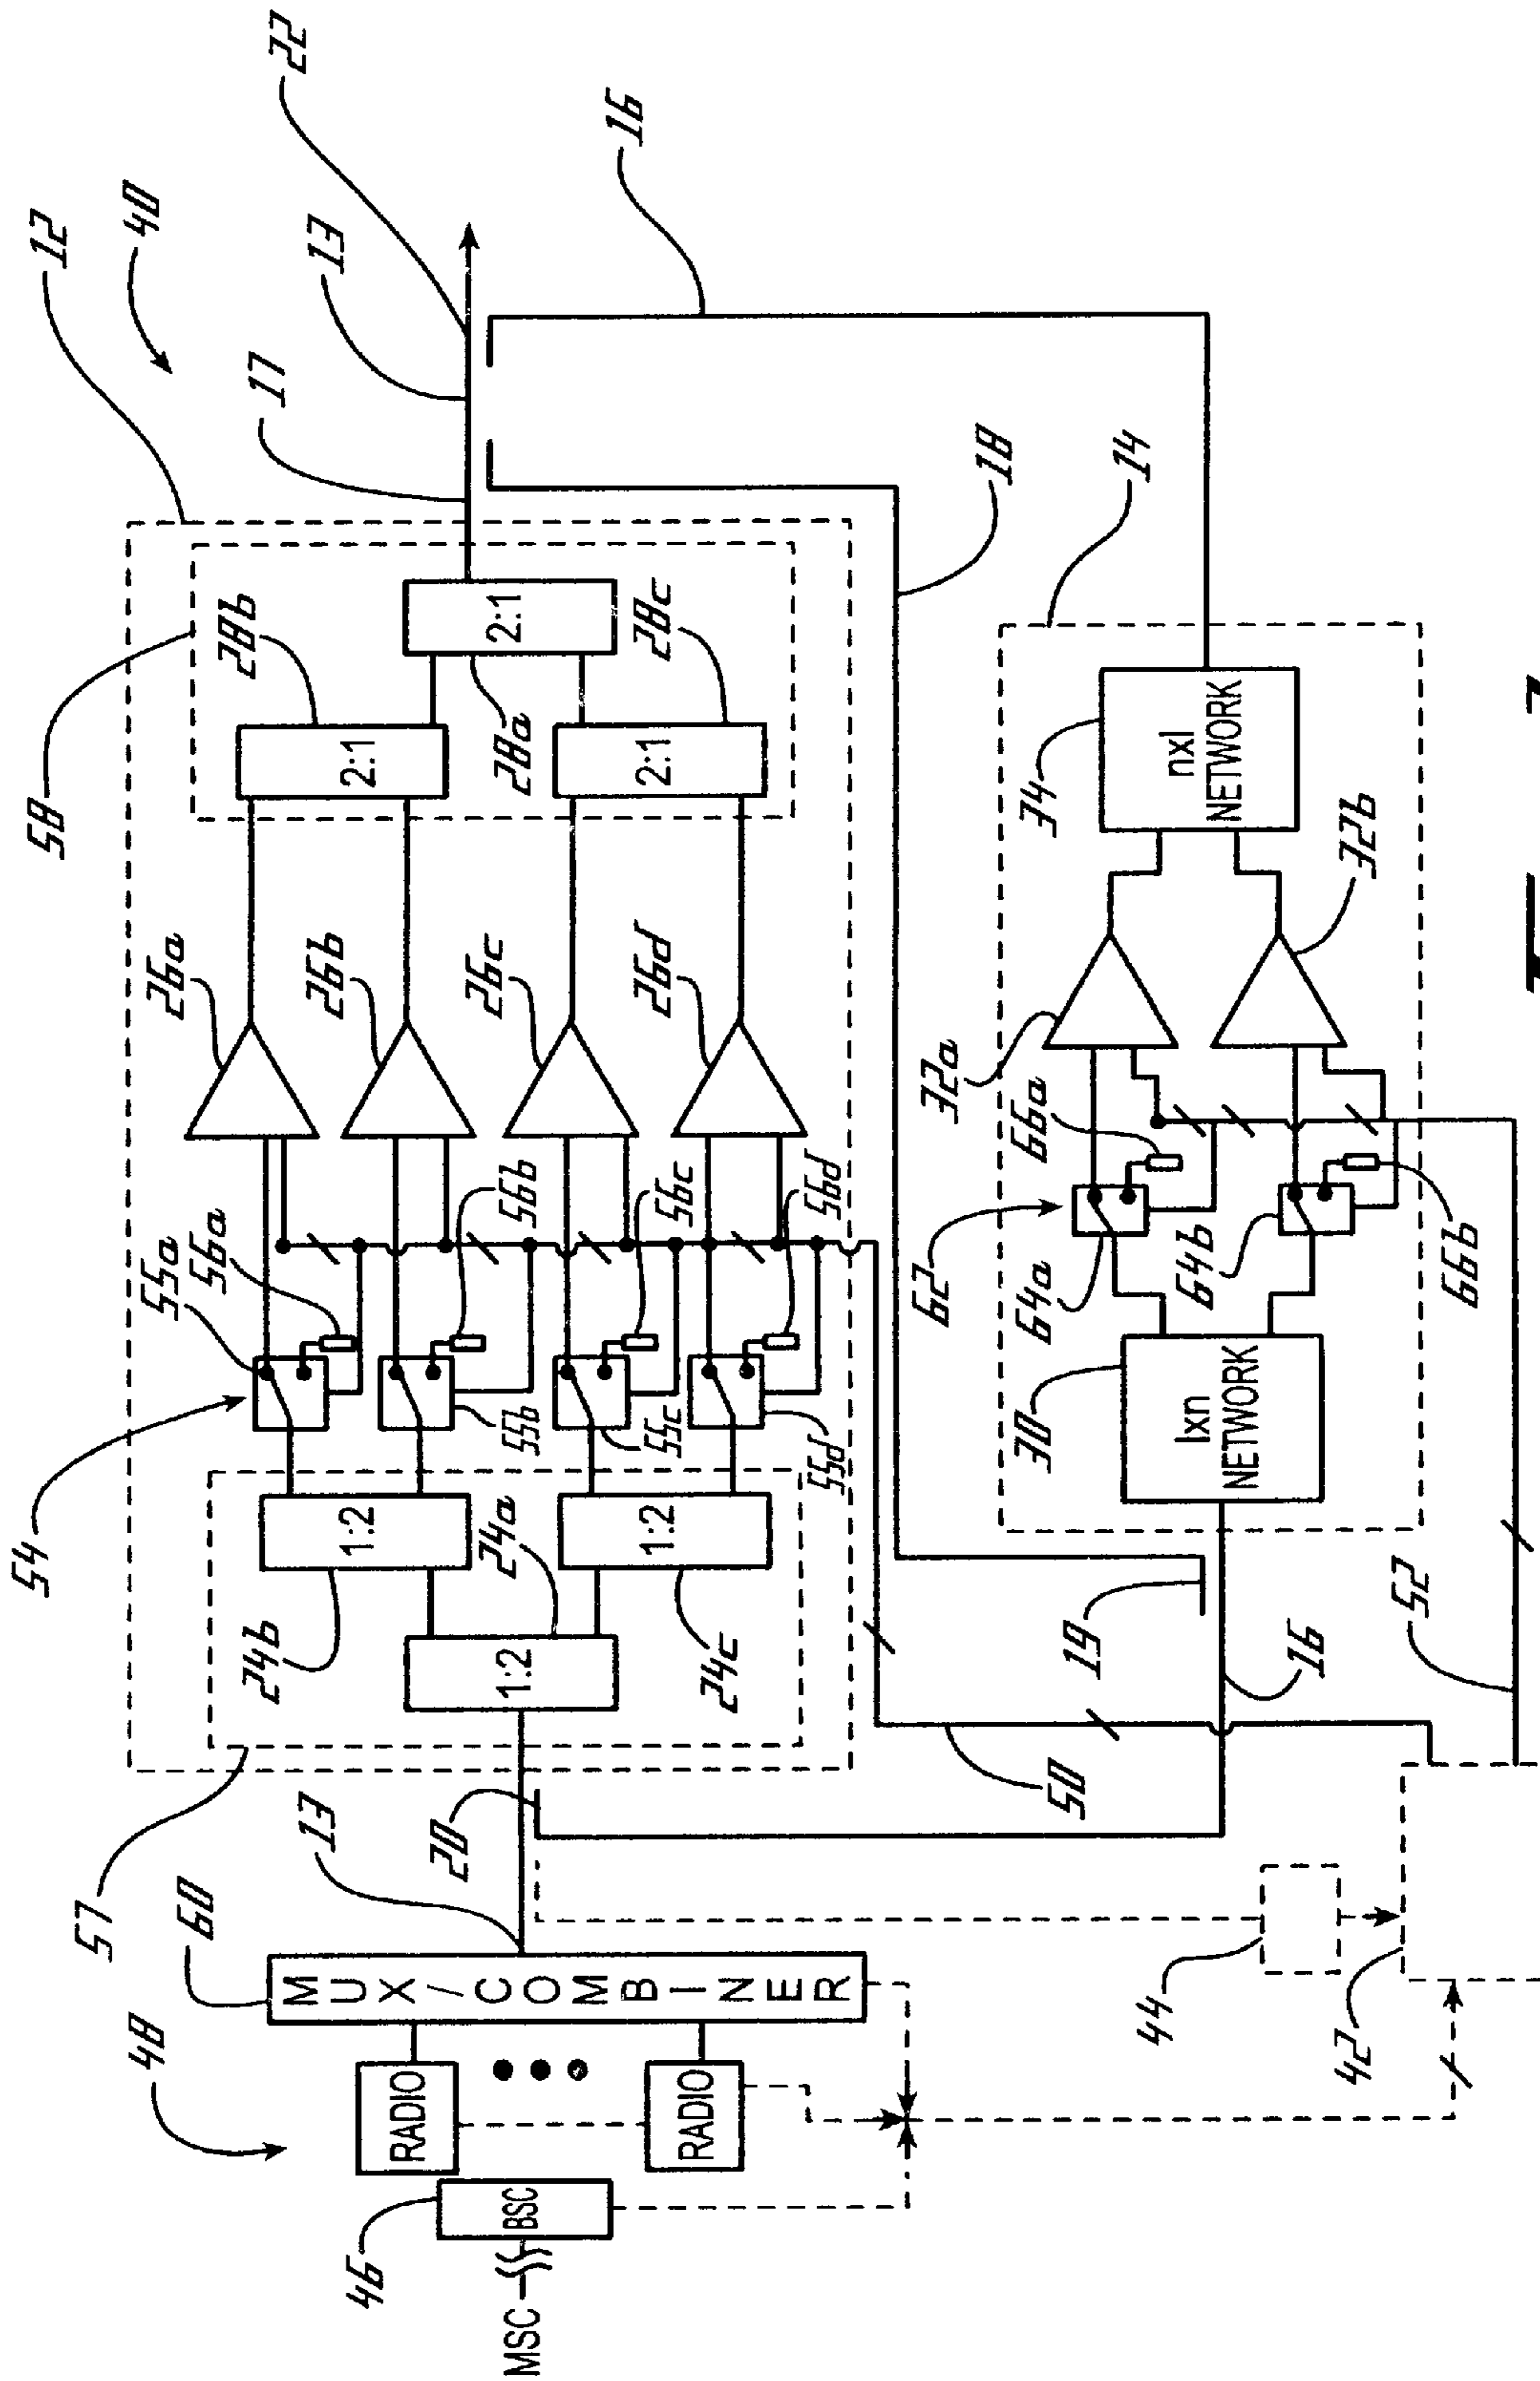 12
40
22
17
13
16
58
28b
2:1
2:1
28a
28c
2:1
18
14
26a
26b
26c
26d
34
nxl
NETWORK
32a
32b
54
55a
56a
56b
56c
56d
55b
55c
55d
62
66a
64a
64b
66b
30
lxn
NETWORK
57
24b
1:2
1:2
24a
24c
1:2
19
16
52
50
20
13
60
MUX/COMBINER
48
RADIO
RADIO
44
42
46
BSC
MSC